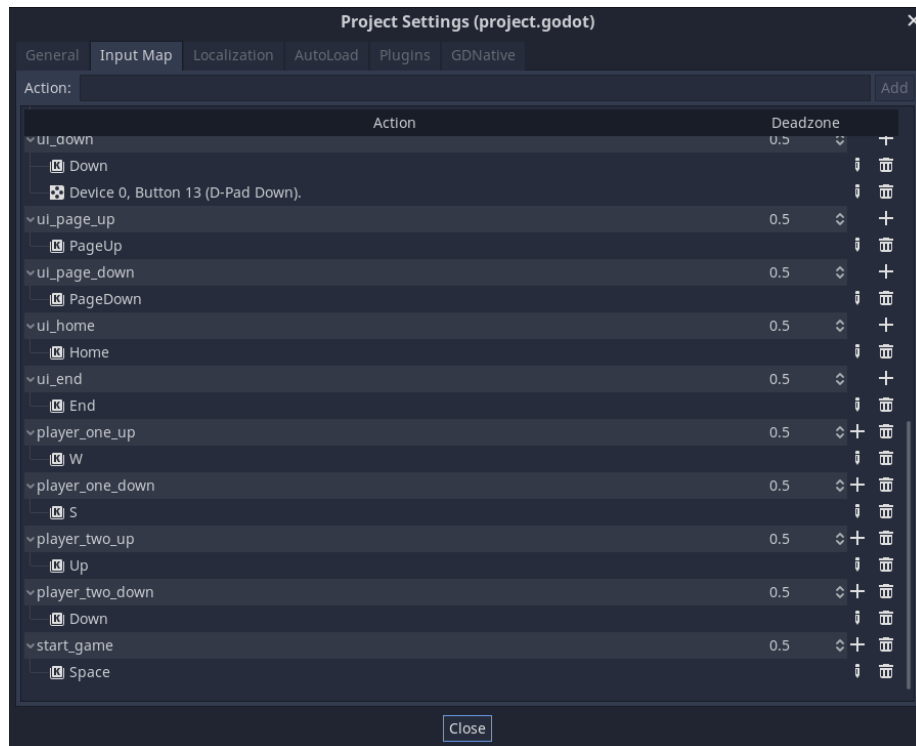 Project Settings (project.godot)
General Input Map Localization AutoLoad Plugins GDNative
Action: Add
Action Deadzone
ui_down 0.5
Down
Device 0, Button 13 (D-Pad Down).
ui_page_up 0.5
PageUp
ui_page_down 0.5
PageDown
ui_home 0.5
Home
ui_end 0.5
End
player_one_up 0.5
W
player_one_down 0.5
S
player_two_up 0.5
Up
player_two_down 0.5
Down
start_game 0.5
Space
Close